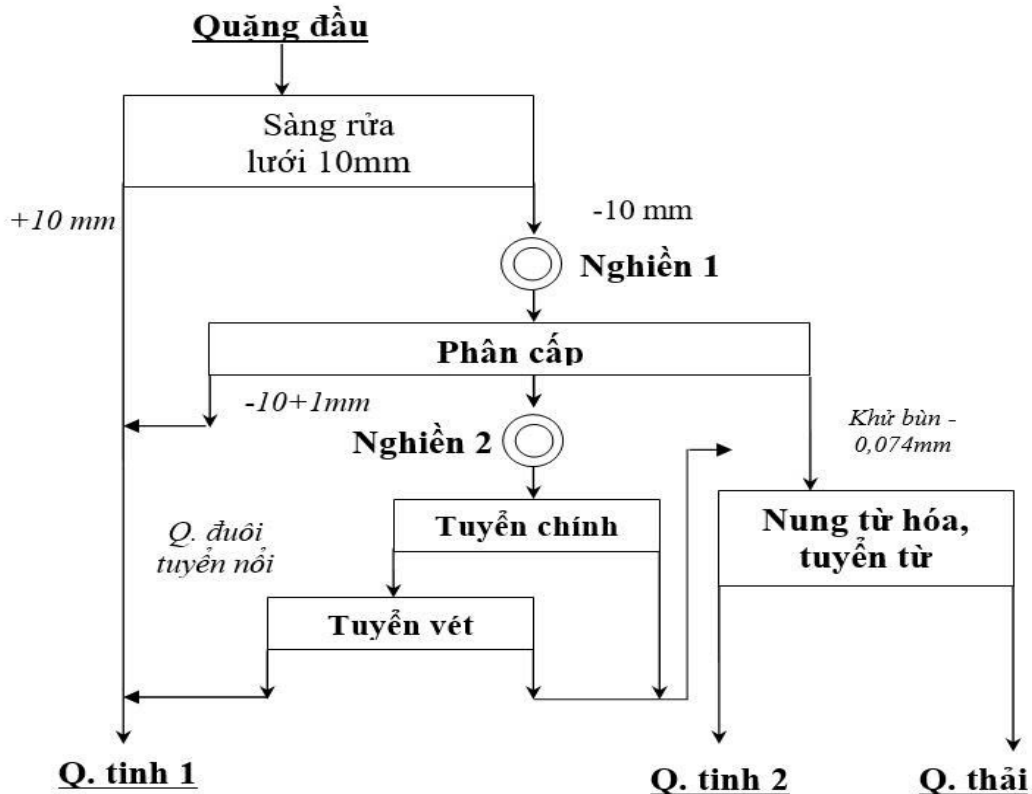 Quặng đầu
Sàng rửa
lưới 10mm
+10 mm
-10 mm
Nghiền 1
Phân cấp
-10+1mm
Nghiền 2
Khử bùn -
0,074mm
Tuyển chính
Q. đuôi
tuyển nổi
Nung từ hóa,
tuyển từ
Tuyển vét
Q. tinh 1
Q. tinh 2
Q. thải